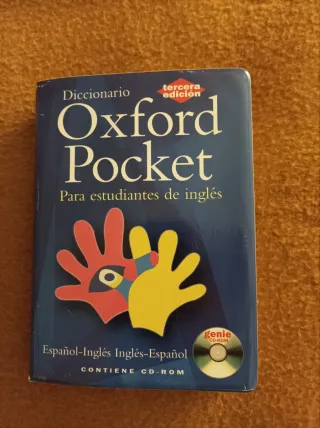 Diccionario
tercera
edición
Oxford
Pocket
Para estudiantes de inglés
Español-Inglés Inglés-Español
genie
CD-ROM
CONTIENE CD-ROM